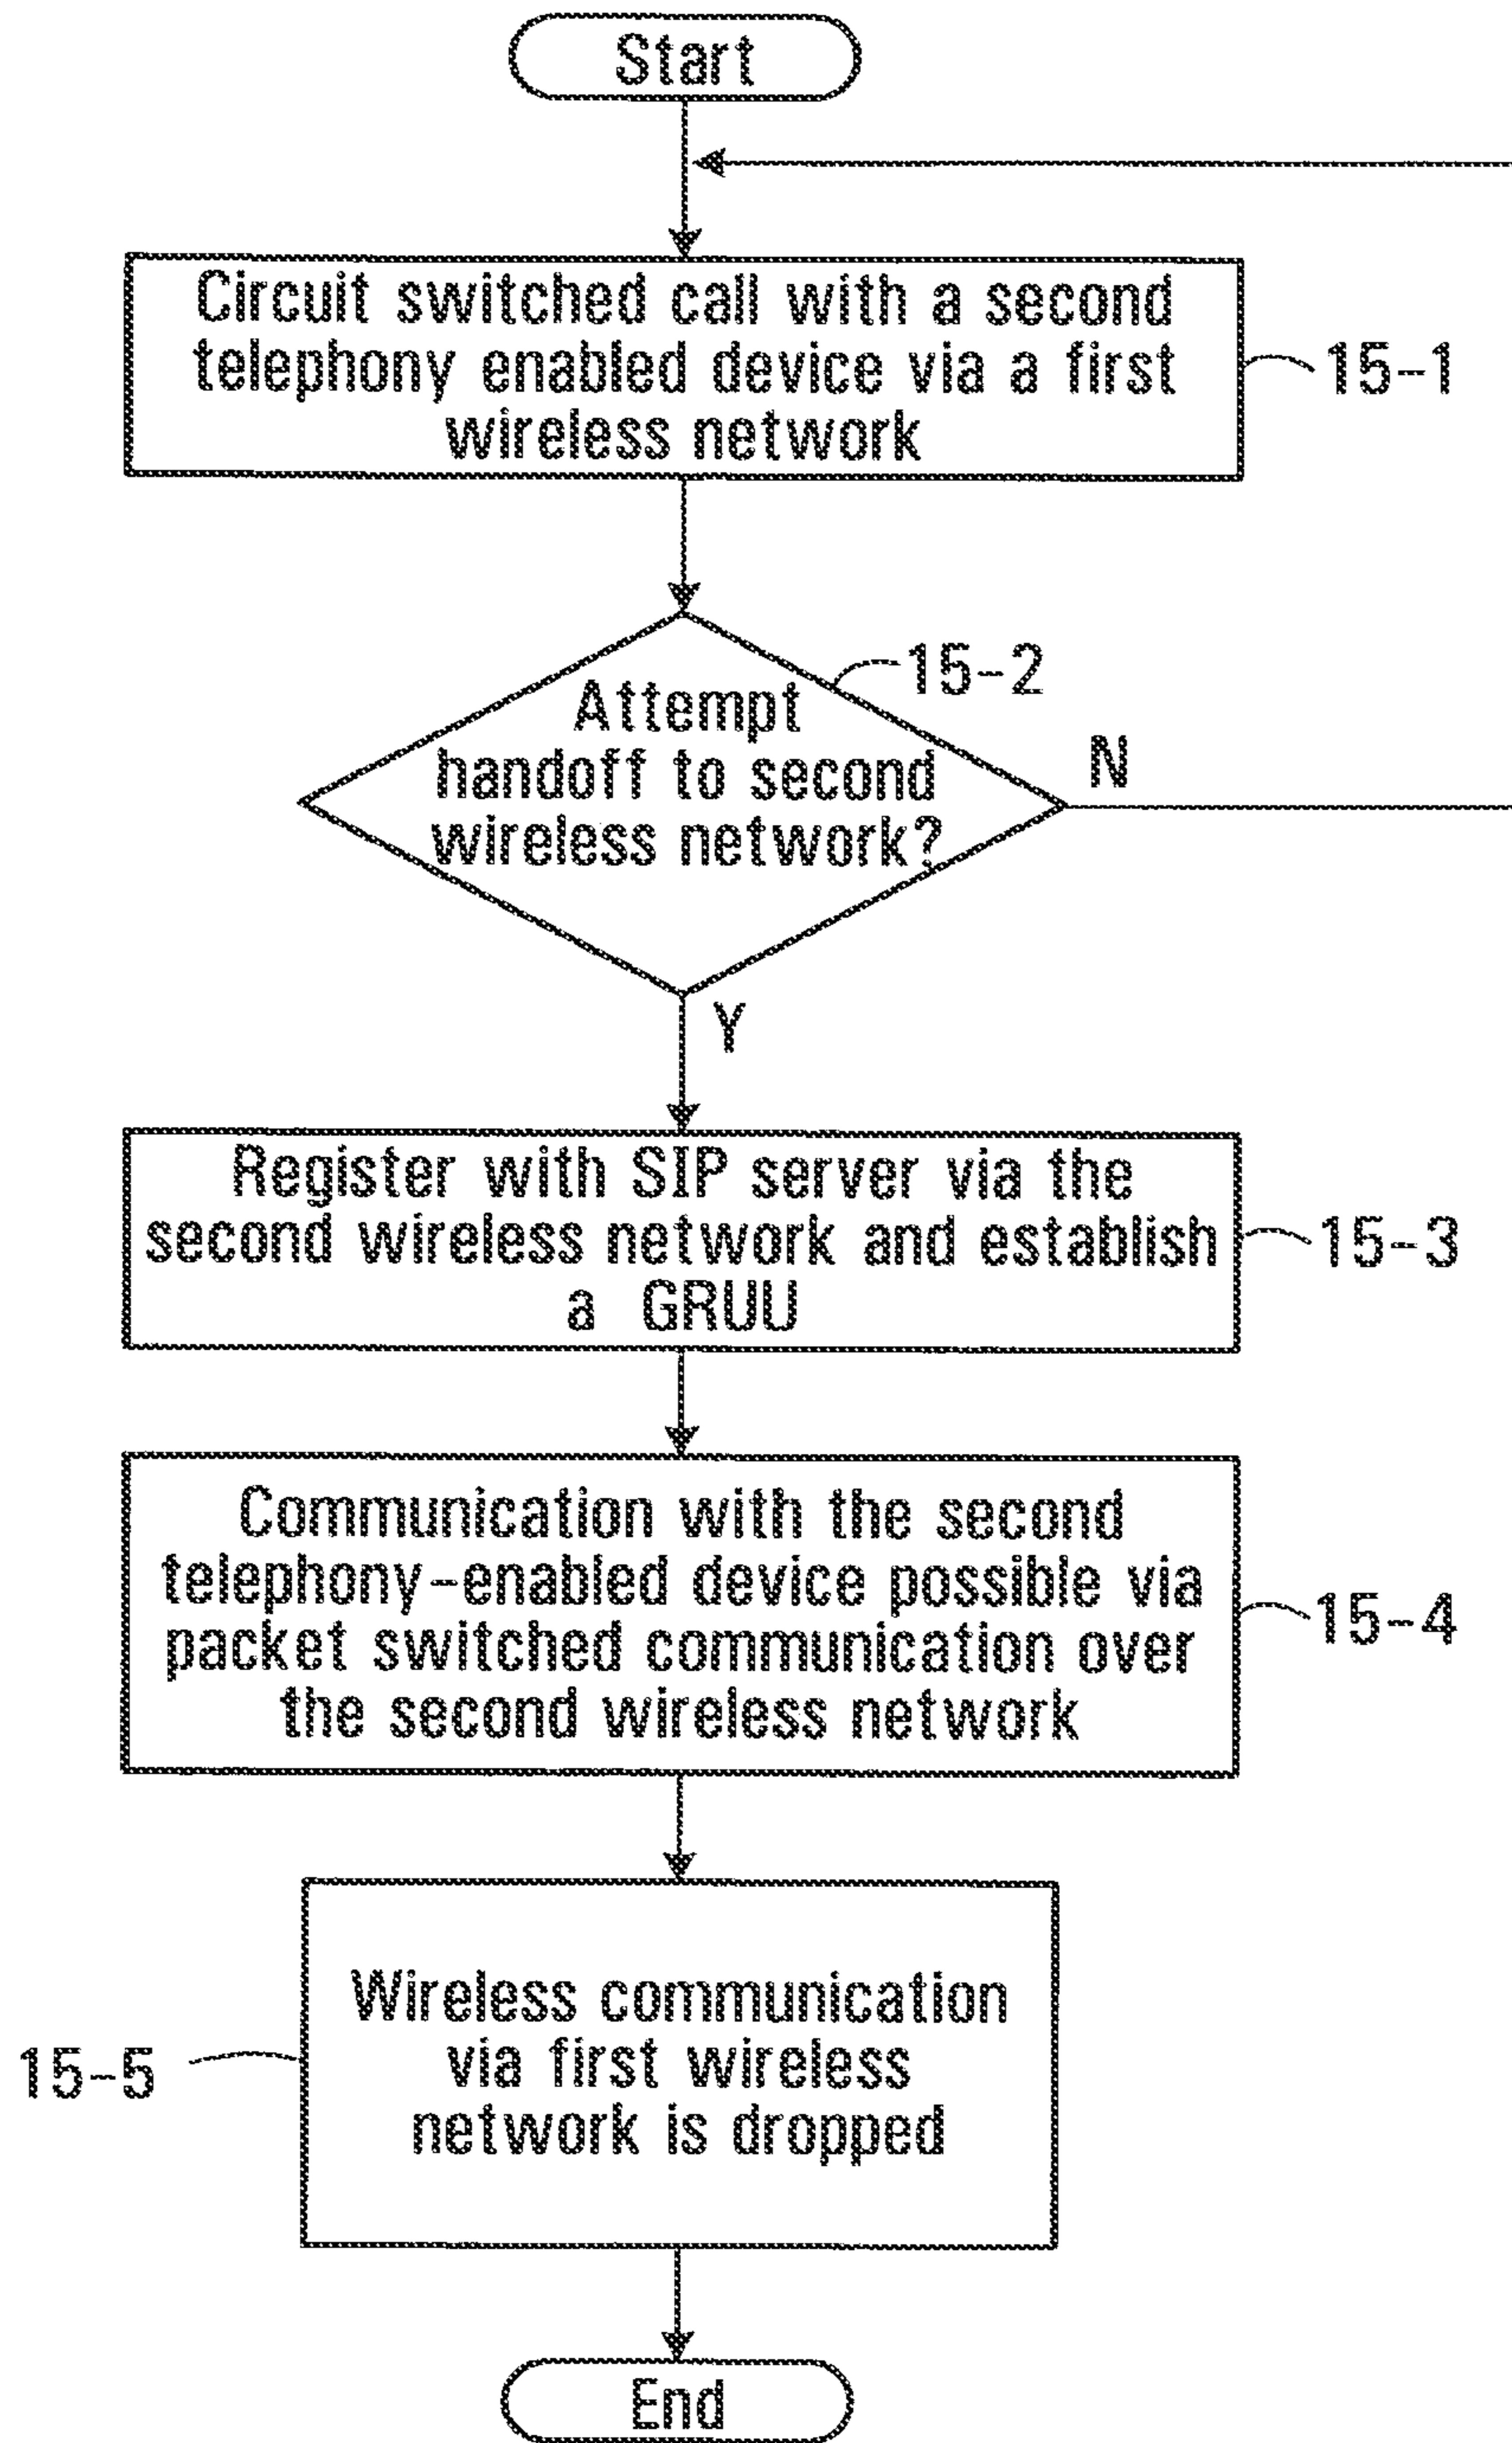 Start
Circuit switched call with a second
telephony enabled device via a first
wireless network
15-1
15-2
Attempt
handoff to second
wireless network?
N
Y
Register with SIP server via the
second wireless network and establish
a GRUU
15-3
Communication with the second
telephony-enabled device possible via
packet switched communication over
the second wireless network
15-4
Wireless communication
via first wireless
network is dropped
15-5
End